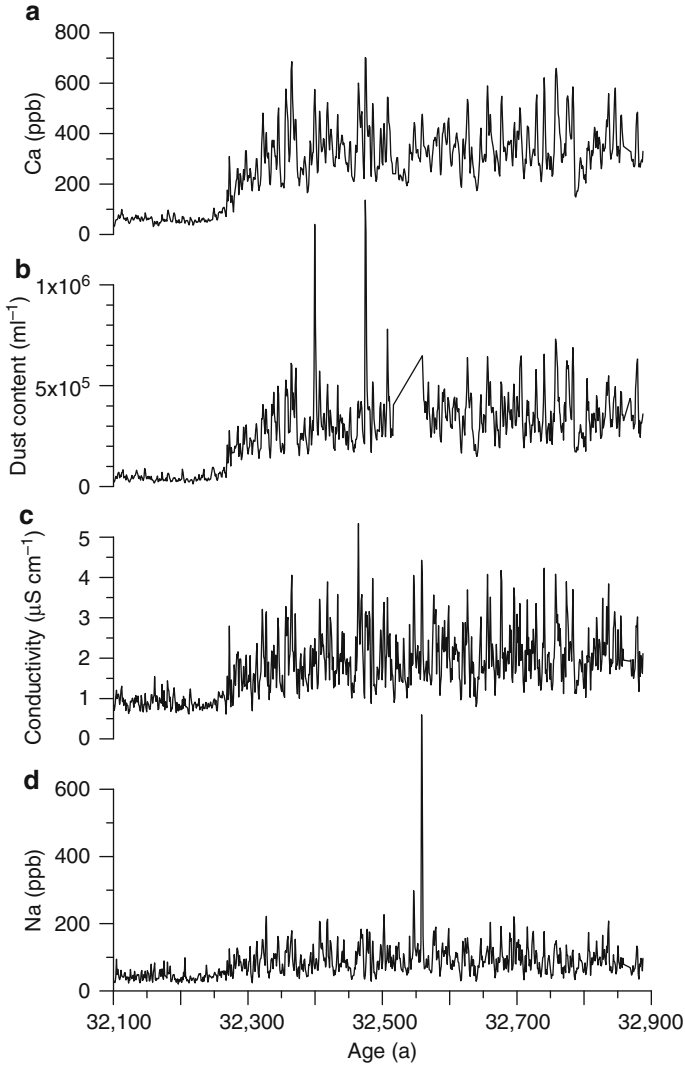 a
800
600
400
200
0
Ca (ppb)
b
1x10⁶
5x10⁵
0
Dust content (ml⁻¹)
c
5
4
3
2
1
0
Conductivity (µS cm⁻¹)
d
600
400
200
0
Na (ppb)
32,100 32,300 32,500 32,700 32,900
Age (a)